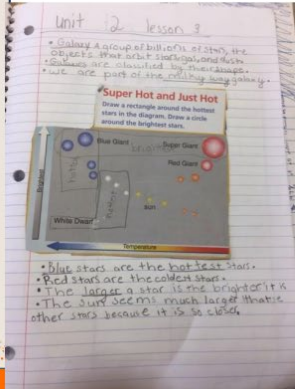 unit 2 lesson 3
• Galaxy a group of billions of stars, the
objects that orbit stars, gas, and dust.
• Galaxies are classified by their shape.
• we are part of the milky way galaxy.
Super Hot and Just Hot
Draw a rectangle around the hottest
stars in the diagram. Draw a circle
around the brightest stars.
Blue Giant
Super Giant
Red Giant
Brighter
sun
White Dwarf
Temperature
• Blue stars are the hottest stars.
• Red stars are the coldest stars.
• The larger a star is the brighter it is
• The sun seems much larger than
other stars because it is so closer.